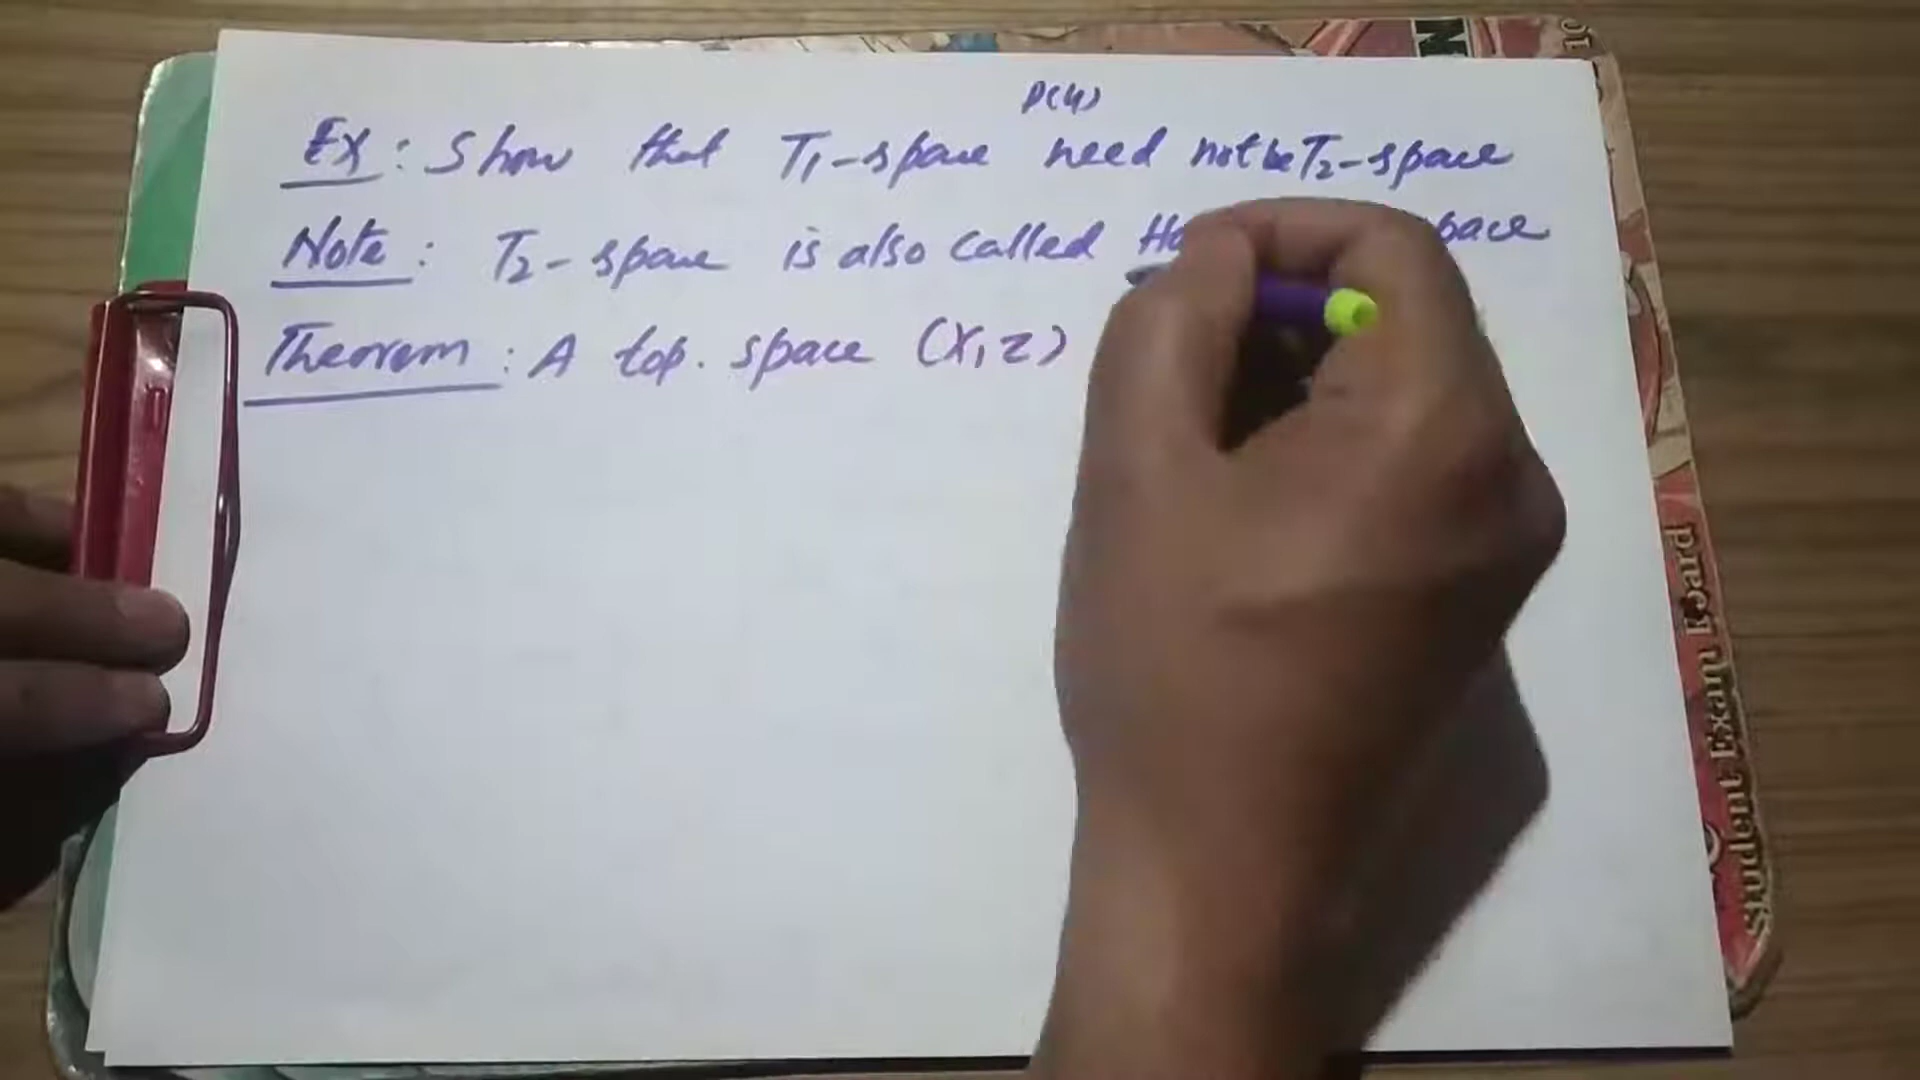 P(4)
Ex: Show that T₁-space need not be T₂-space
Note: T₂-space is also called space
Theorem: A top. space (X, τ)
Student Exam Board